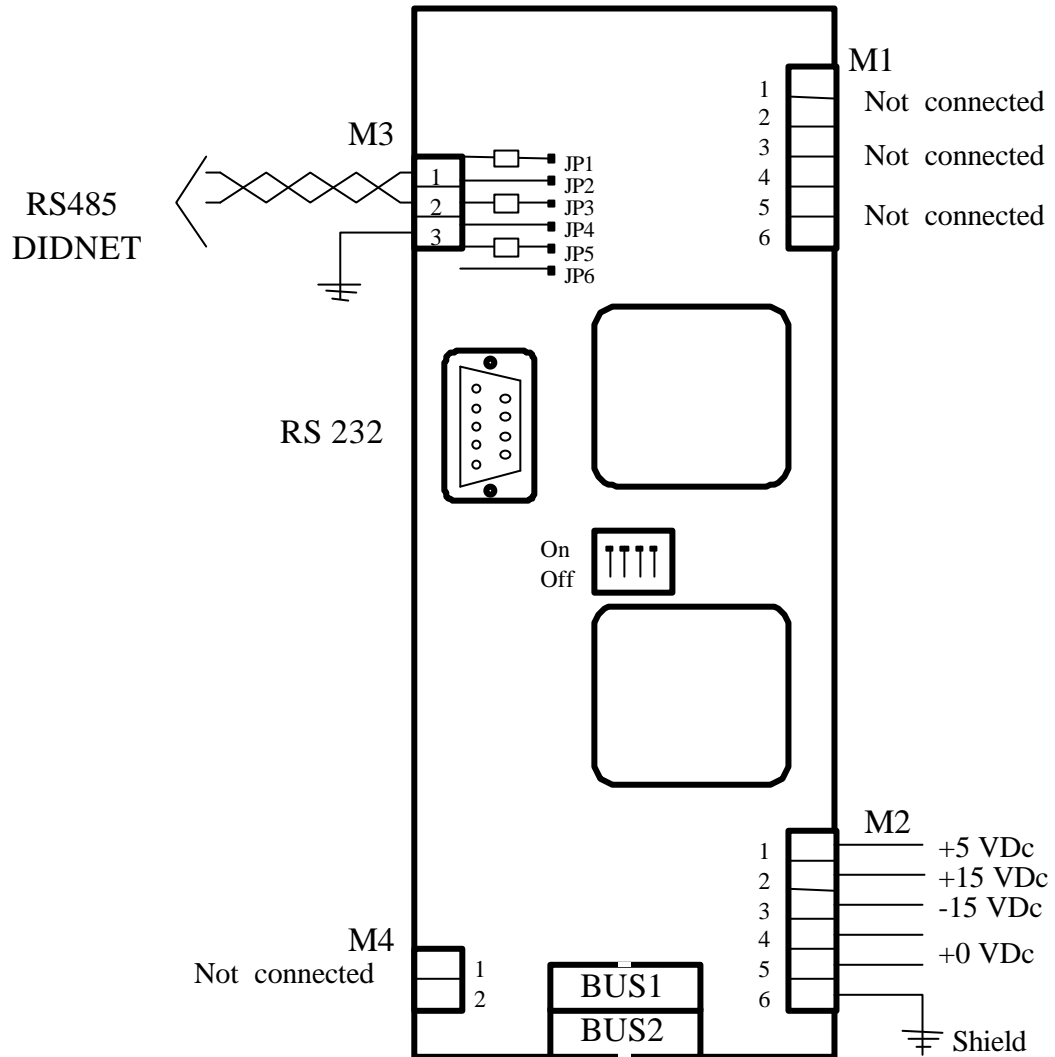 M1
1
2
3
4
5
6
Not connected
Not connected
Not connected
M3
1
2
3
JP1
JP2
JP3
JP4
JP5
JP6
RS485
DIDNET
RS 232
On
Off
M2
1
2
3
4
5
6
+5 VDc
+15 VDc
-15 VDc
+0 VDc
Shield
M4
Not connected
1
2
BUS1
BUS2